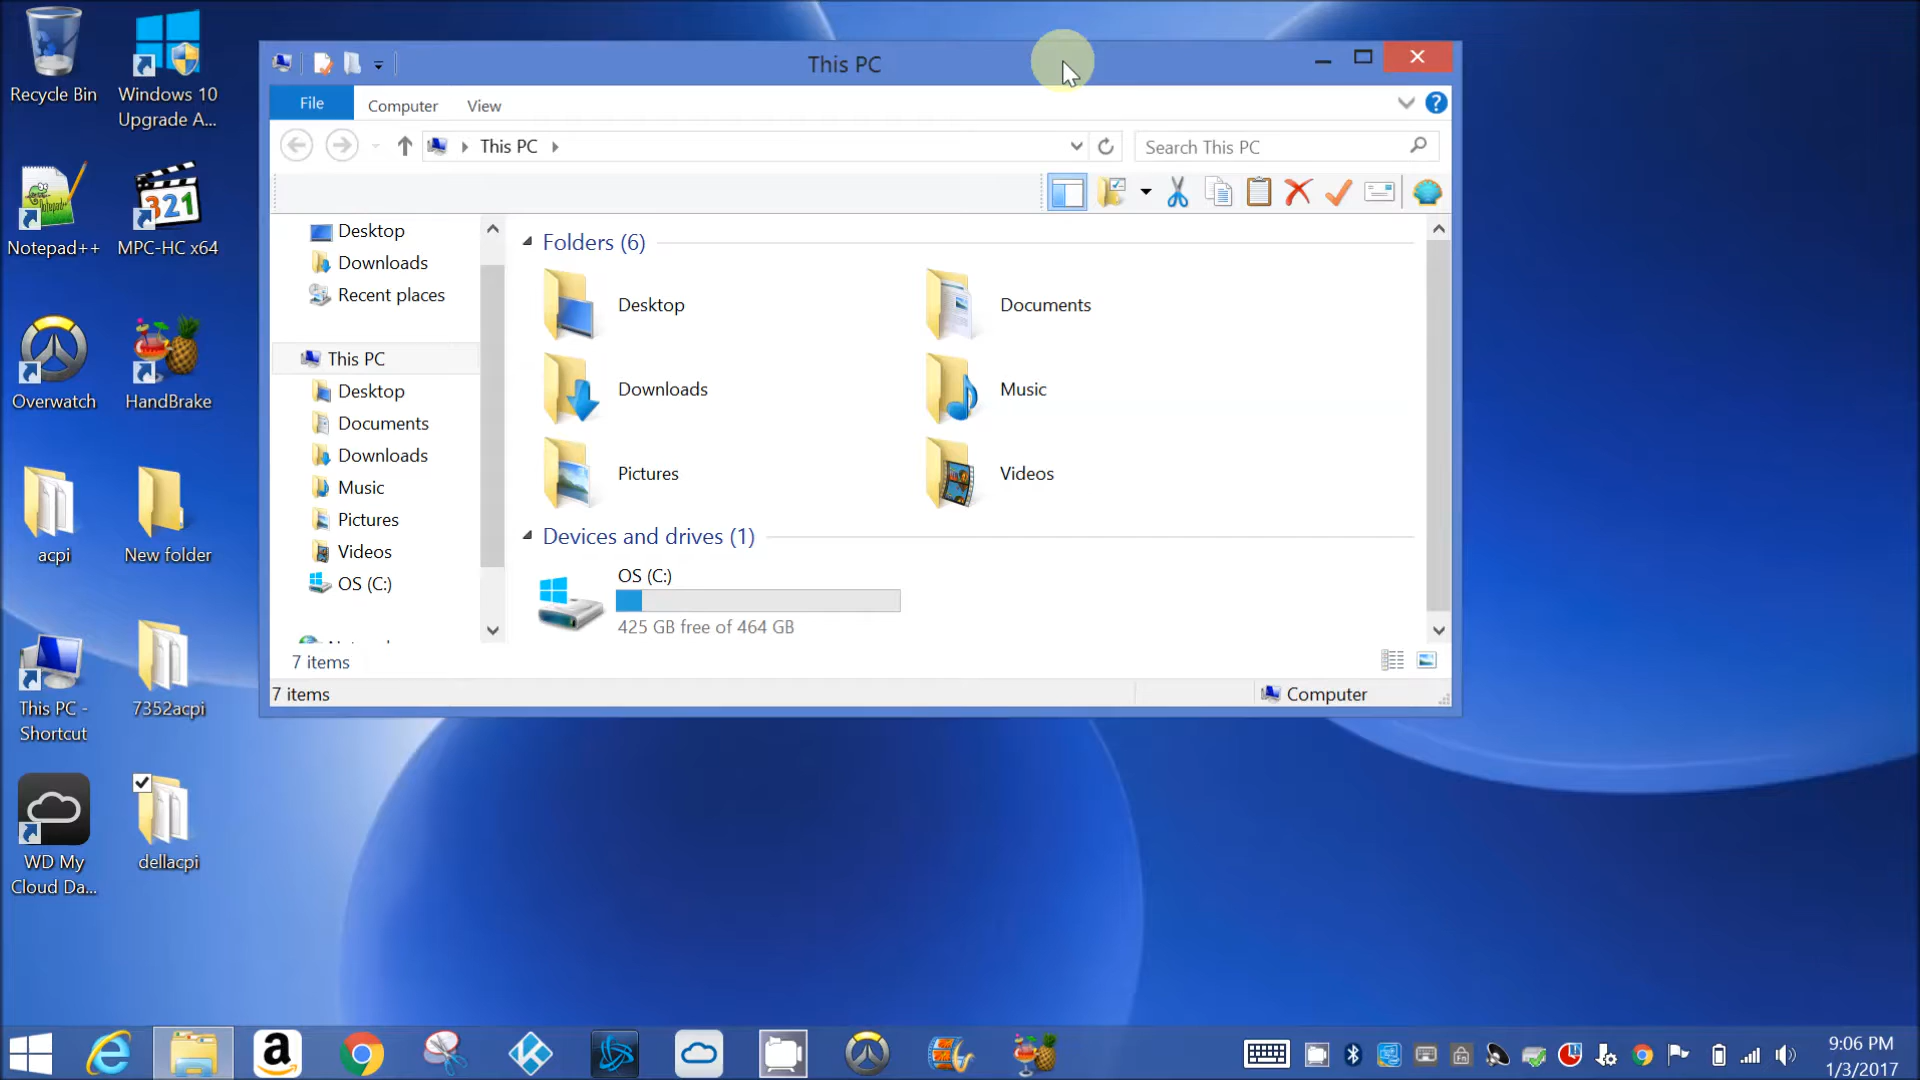 Recycle Bin
Windows 10
Upgrade A...
Notepad++
MPC-HC x64
321
Overwatch
HandBrake
acpi
New folder
This PC -
Shortcut
7352acpi
WD My
Cloud Da...
dellacpi
This PC
File
Computer
View
This PC
Search This PC
Desktop
Downloads
Recent places
This PC
Desktop
Documents
Downloads
Music
Pictures
Videos
OS (C:)
Folders (6)
Desktop
Documents
Downloads
Music
Pictures
Videos
Devices and drives (1)
OS (C:)
425 GB free of 464 GB
7 items
7 items
Computer
9:06 PM
1/3/2017